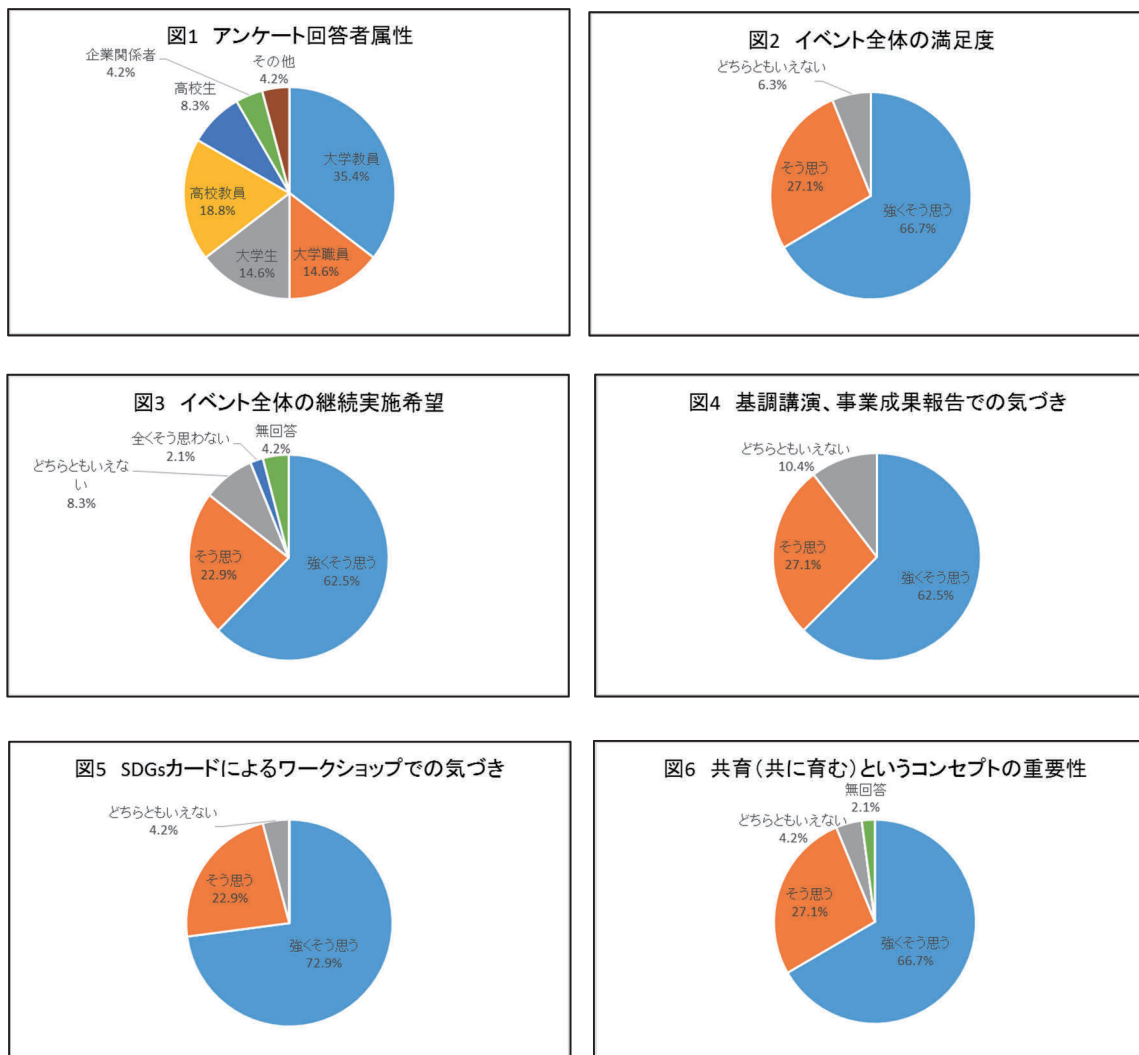 図1 アンケート回答者属性
企業関係者
4.2%
その他
4.2%
高校生
8.3%
大学教員
35.4%
高校教員
18.8%
大学生
14.6%
大学職員
14.6%
図2 イベント全体の満足度
どちらともいえない
6.3%
そう思う
27.1%
強くそう思う
66.7%
図3 イベント全体の継続実施希望
全くそう思わない
2.1%
無回答
4.2%
どちらともいえな
い
8.3%
そう思う
22.9%
強くそう思う
62.5%
図4 基調講演、事業成果報告での気づき
どちらともいえない
10.4%
そう思う
27.1%
強くそう思う
62.5%
図5 SDGsカードによるワークショップでの気づき
どちらともいえない
4.2%
そう思う
22.9%
強くそう思う
72.9%
図6 共育(共に育む)というコンセプトの重要性
無回答
2.1%
どちらともいえない
4.2%
そう思う
27.1%
強くそう思う
66.7%